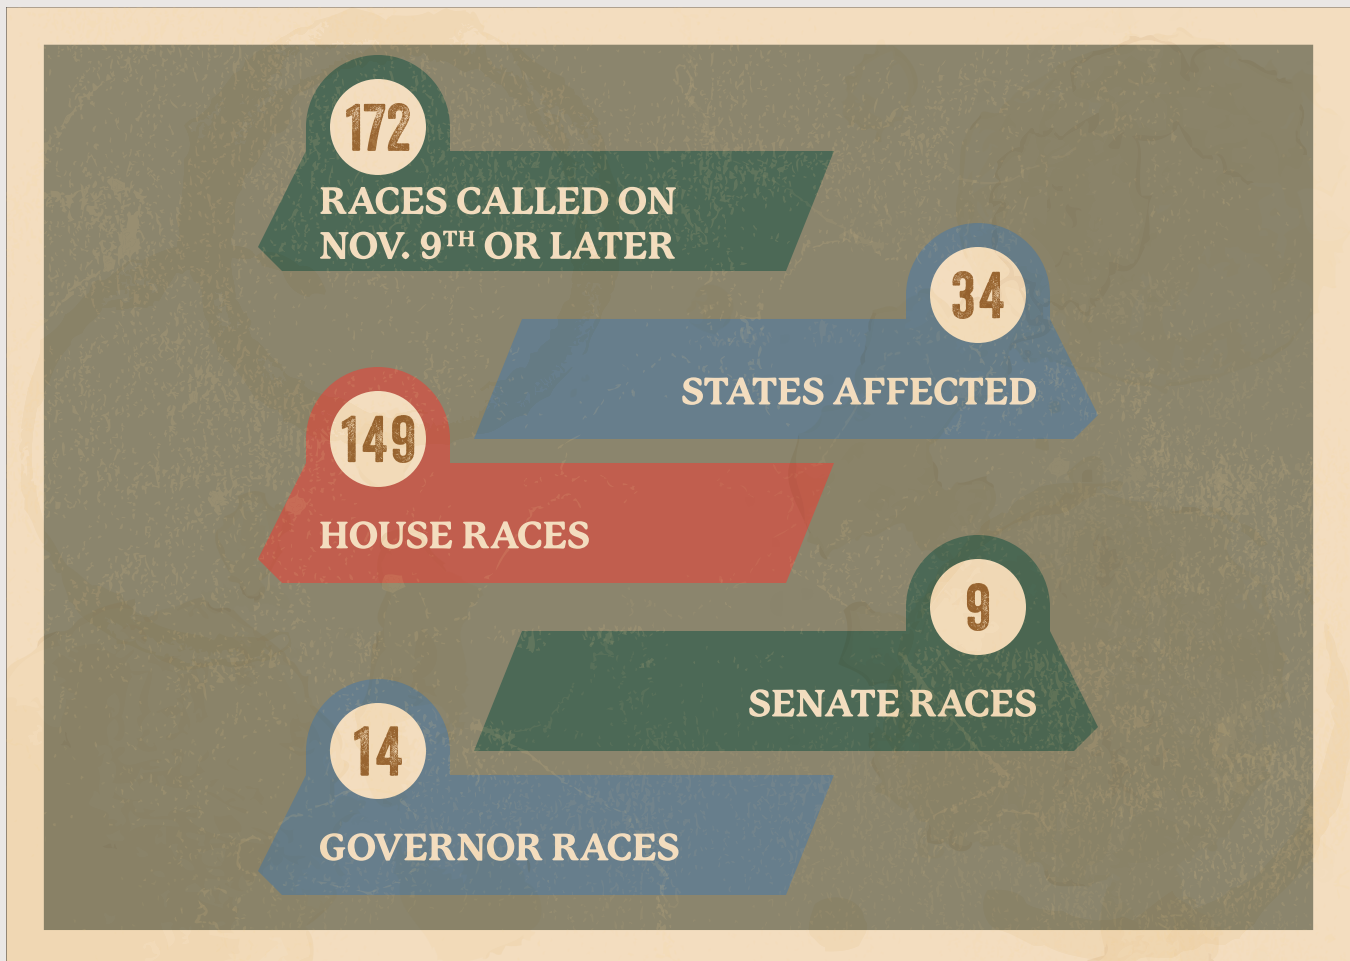 172
RACES CALLED ON
NOV. 9TH OR LATER
34
STATES AFFECTED
149
HOUSE RACES
9
SENATE RACES
14
GOVERNOR RACES